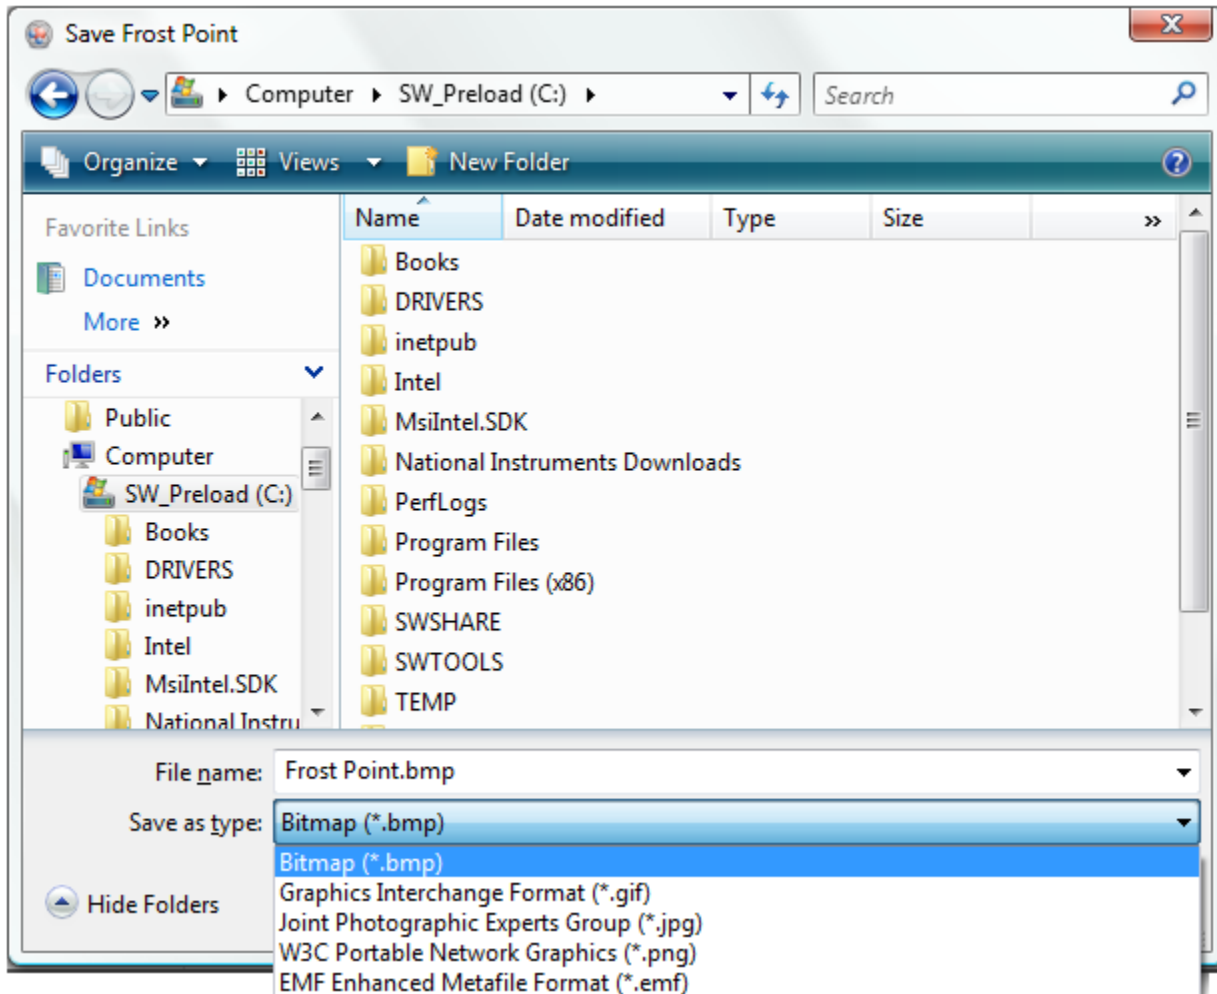 Save Frost Point
Computer SW_Preload (C:)
Search
Organize Views New Folder
Favorite Links
Documents
More »
Folders
Public
Computer
SW_Preload (C:)
Books
DRIVERS
inetpub
Intel
MsiIntel.SDK
National Instru
Name Date modified Type Size »
Books
DRIVERS
inetpub
Intel
MsiIntel.SDK
National Instruments Downloads
PerfLogs
Program Files
Program Files (x86)
SWSHARE
SWTOOLS
TEMP
File name: Frost Point.bmp
Save as type: Bitmap (*.bmp)
Bitmap (*.bmp)
Graphics Interchange Format (*.gif)
Joint Photographic Experts Group (*.jpg)
W3C Portable Network Graphics (*.png)
EMF Enhanced Metafile Format (*.emf)
Hide Folders